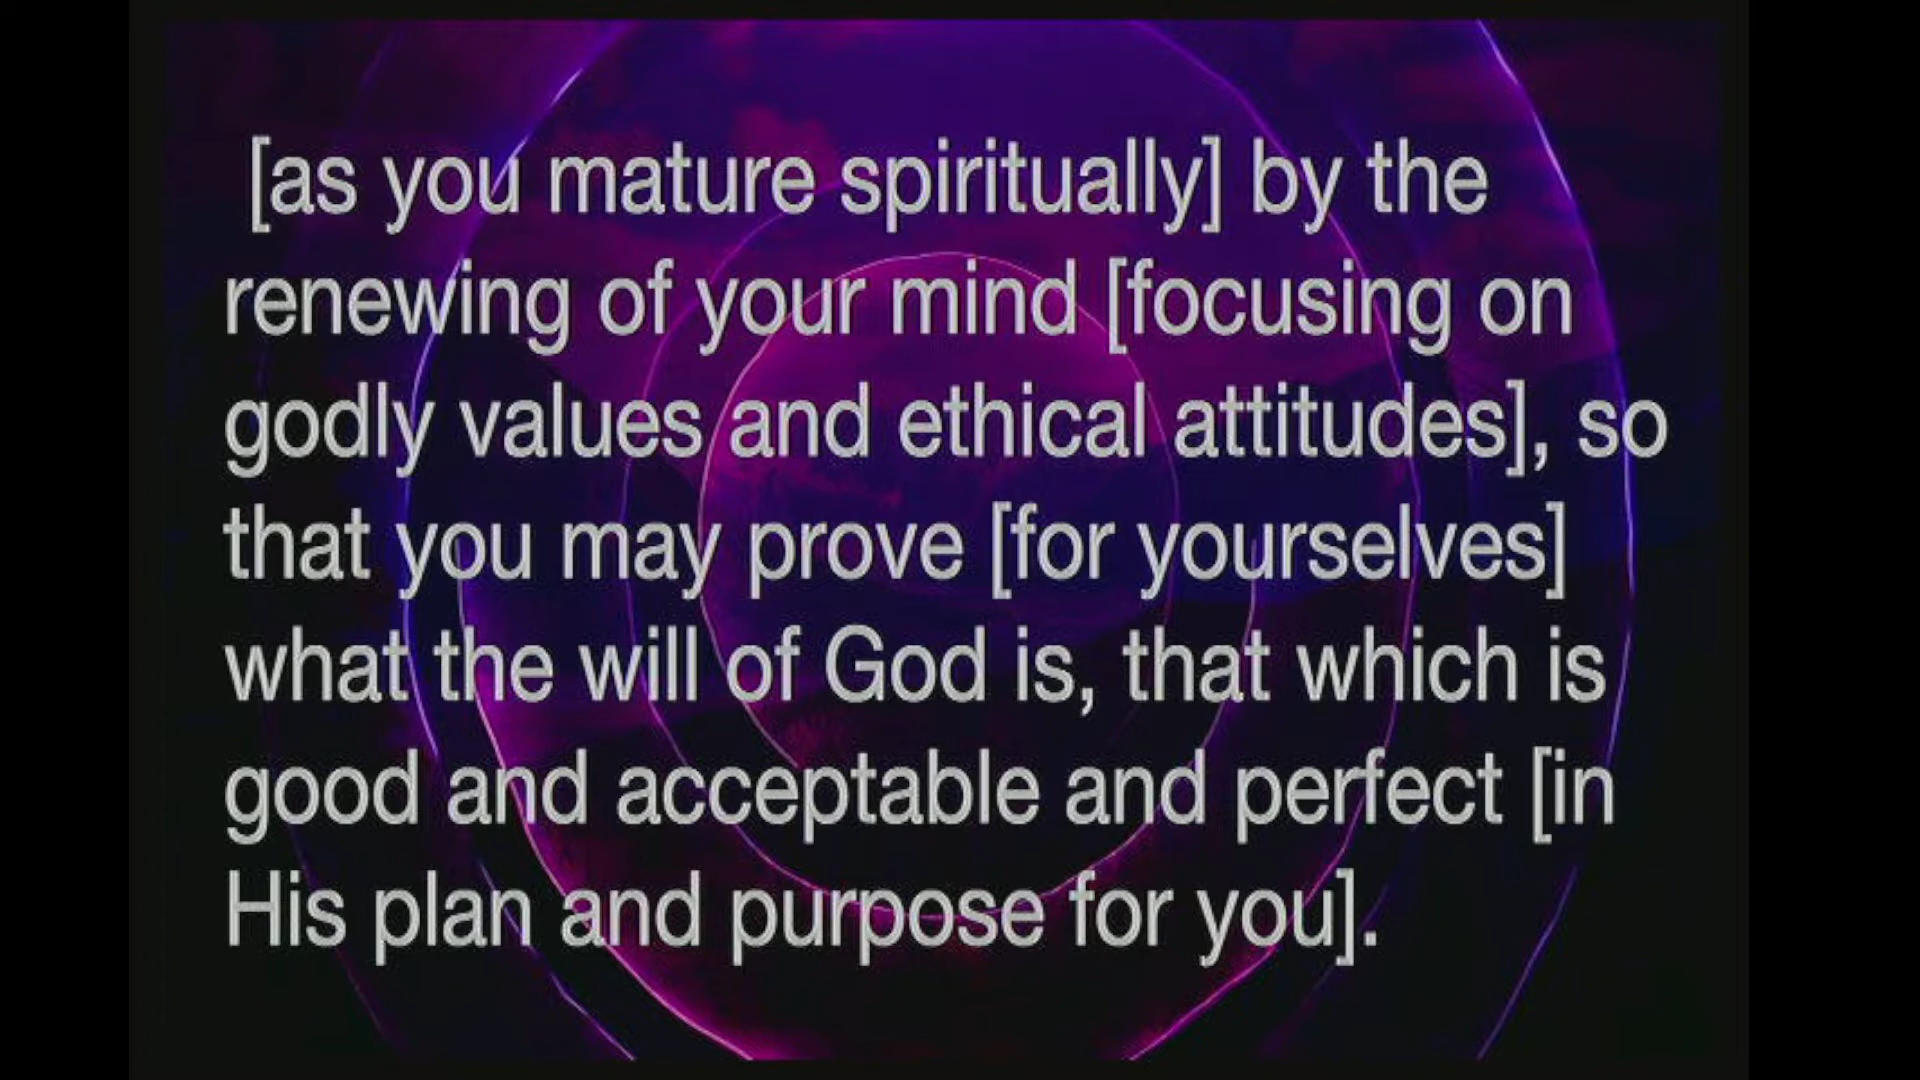 [as you mature spiritually] by the
renewing of your mind [focusing on
godly values and ethical attitudes], so
that you may prove [for yourselves]
what the will of God is, that which is
good and acceptable and perfect [in
His plan and purpose for you].